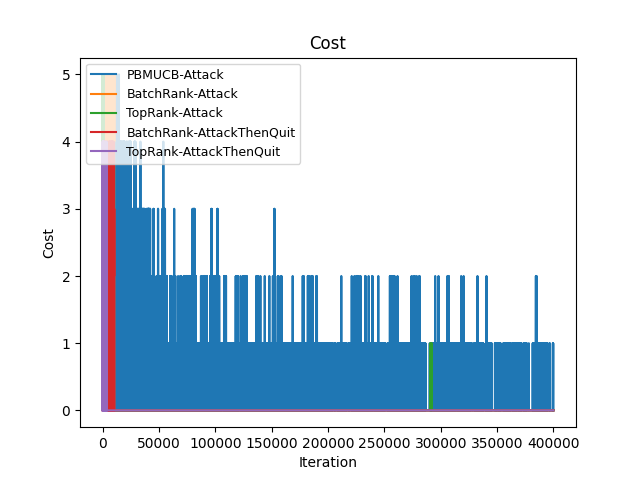 Cost
PBMUCB-Attack
BatchRank-Attack
TopRank-Attack
BatchRank-AttackThenQuit
TopRank-AttackThenQuit
Cost
5
4
3
2
1
0
0 50000 100000 150000 200000 250000 300000 350000 400000
Iteration